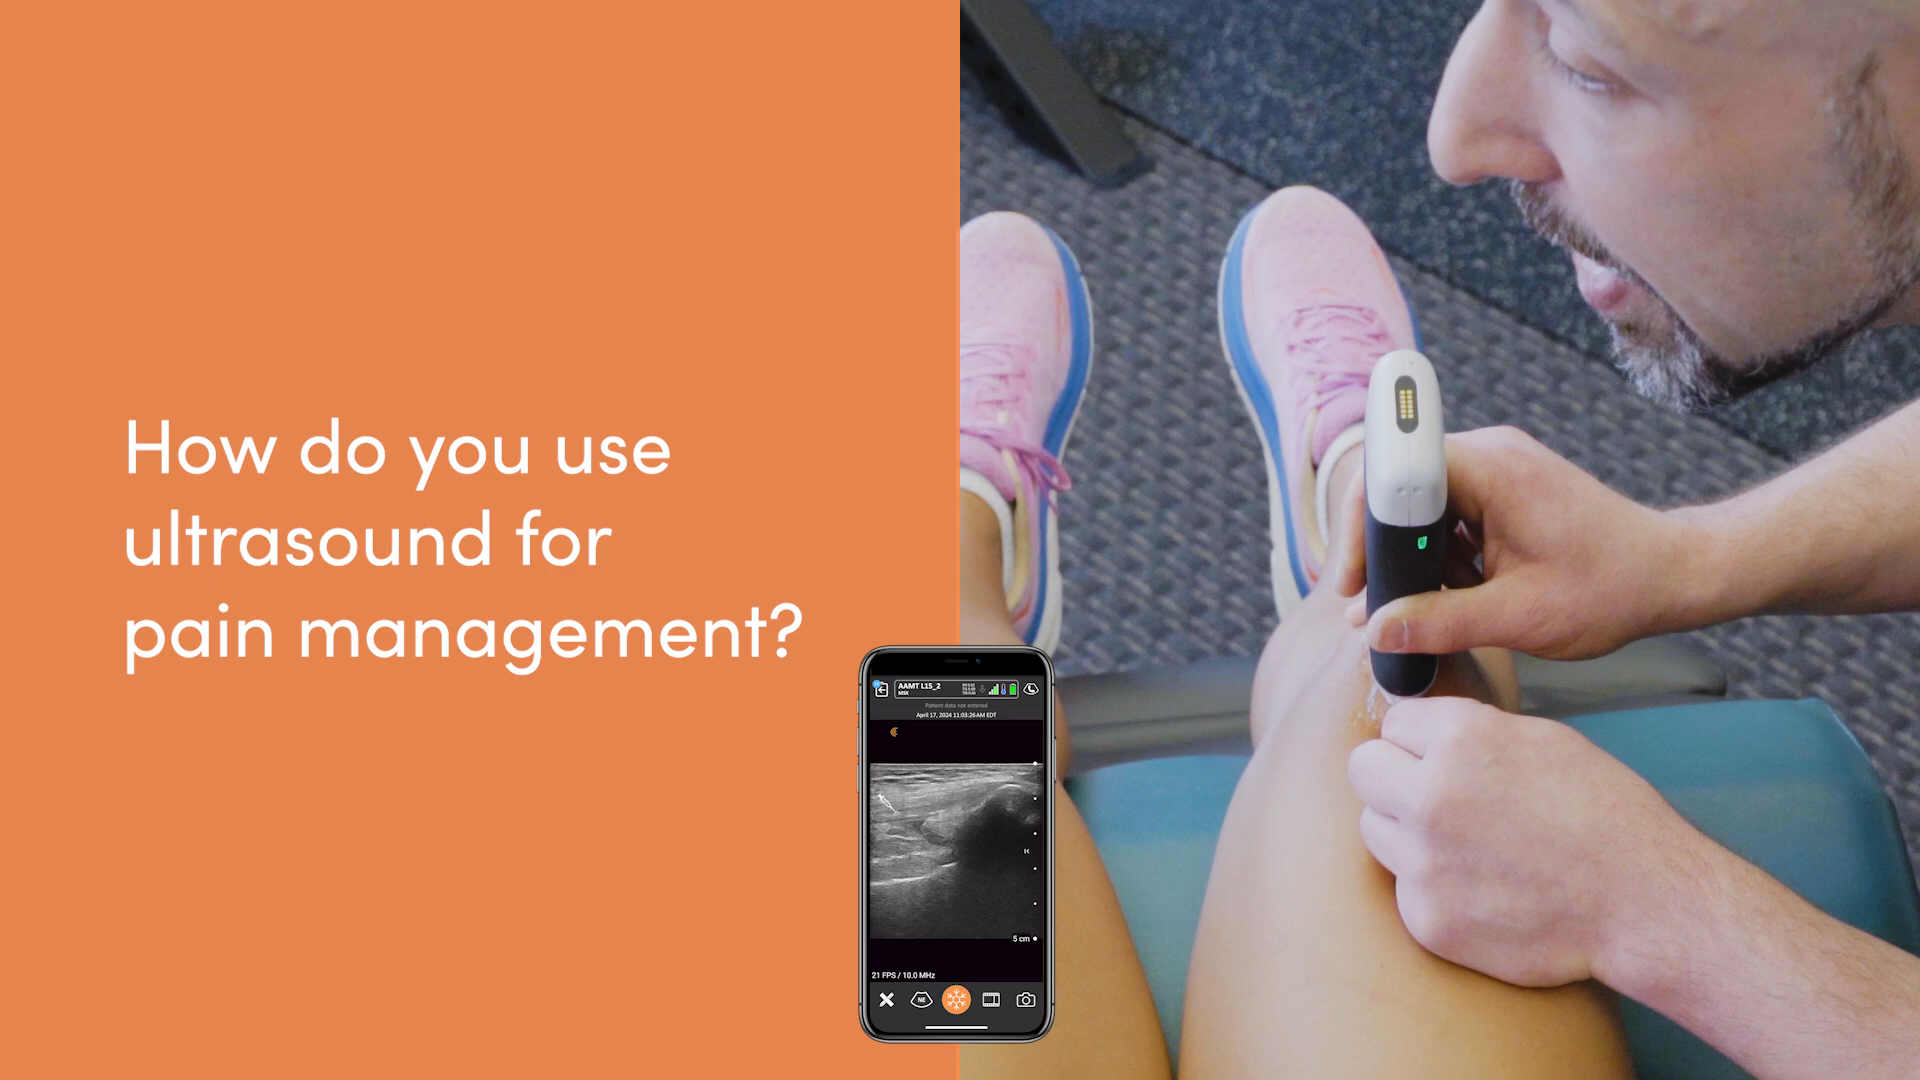 How do you use
ultrasound for
pain management?
AAMT L15_2
MSK
Patient data not entered
April 17, 2024 11:03:26AM EDT
5 cm
21 FPS / 10.0 MHz
NE